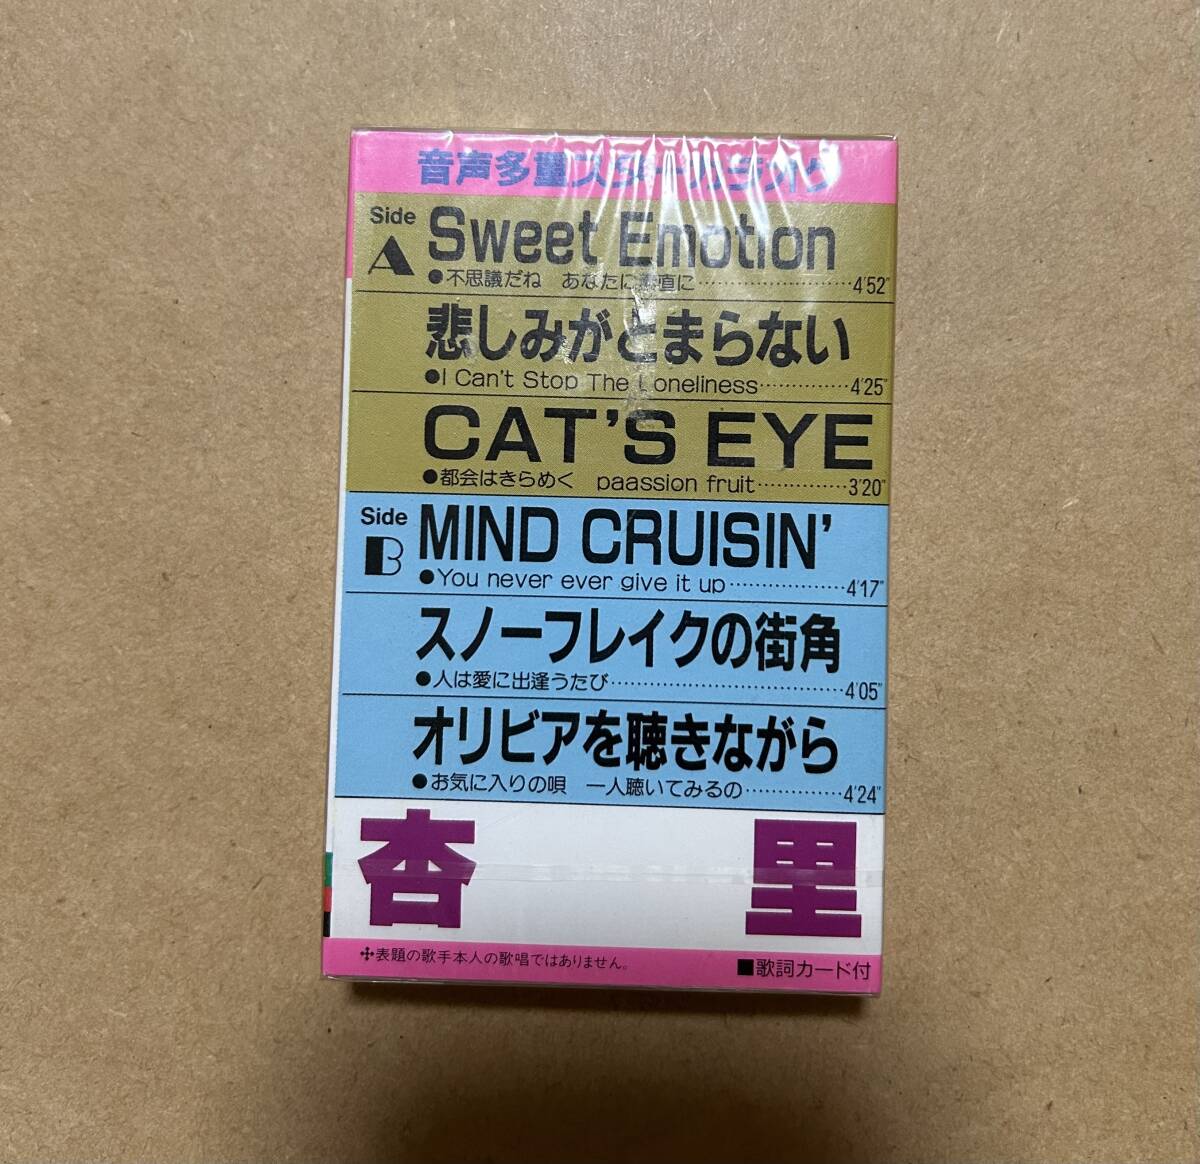 音声多重スターカラオケ
Side
A
Sweet Emotion
●不思議だね　あなたに素直に……………………4'52"
悲しみがとまらない
●I Can't Stop The Loneliness……………4'25"
CAT'S EYE
●都会はきらめく　paassion fruit……………3'20"
Side
B
MIND CRUISIN'
●You never ever give it up…………………4'17"
スノーフレイクの街角
●人は愛に出逢うたび…………………………………4'05"
オリビアを聴きながら
●お気に入りの唄　一人聴いてみるの……………4'24"
杏里
✣表題の歌手本人の歌唱ではありません。
■歌詞カード付